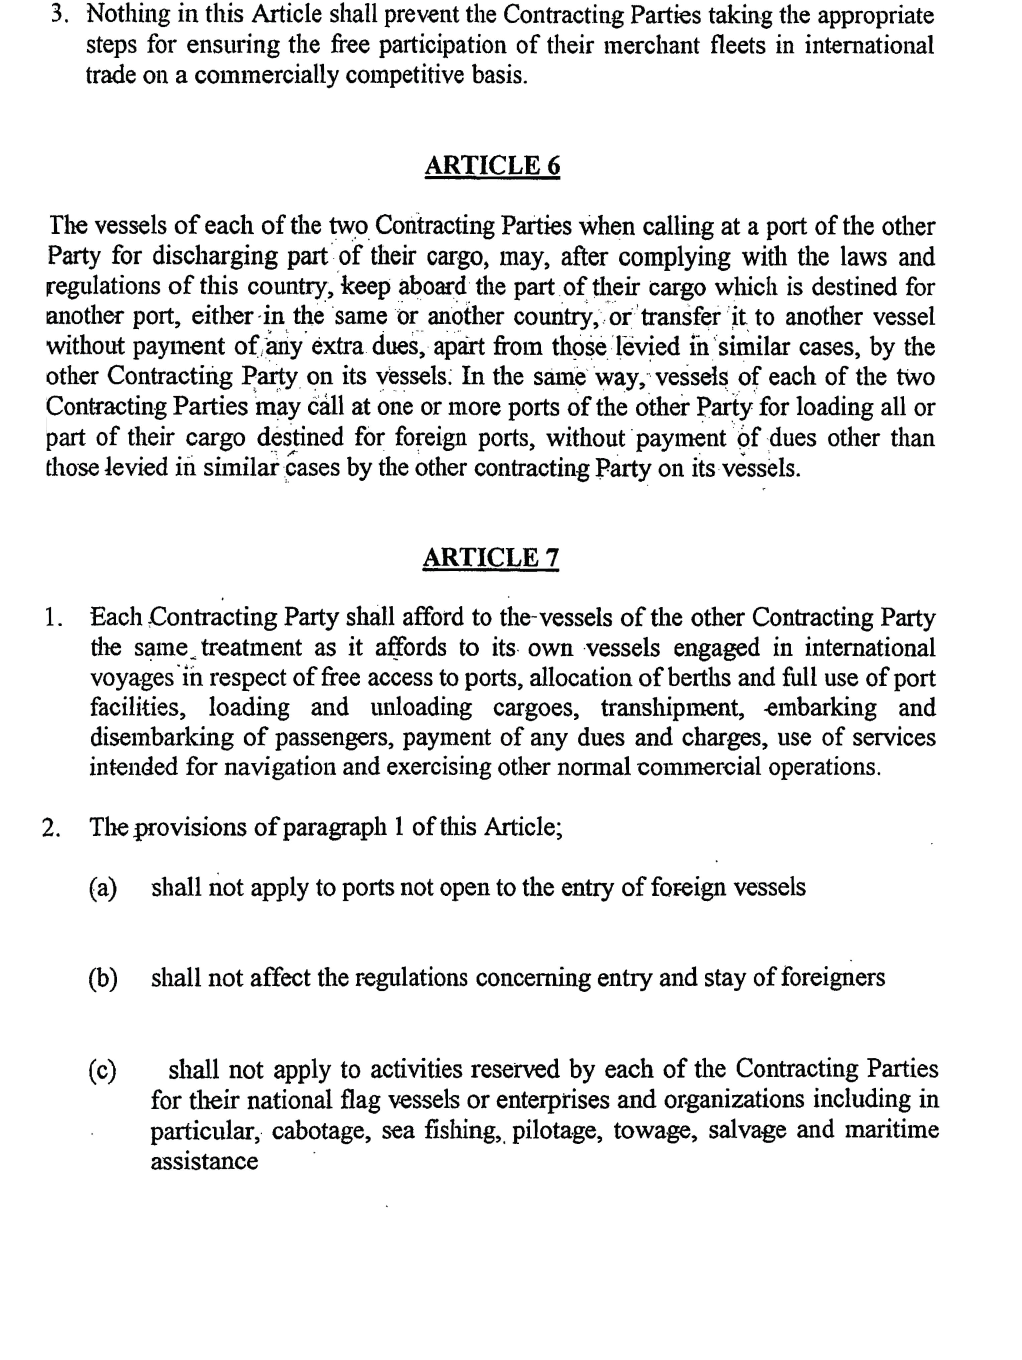 3. Nothing in this Article shall prevent the Contracting Parties taking the appropriate
steps for ensuring the free participation of their merchant fleets in international
trade on a commercially competitive basis.
ARTICLE 6
The vessels of each of the two Contracting Parties when calling at a port of the other
Party for discharging part of their cargo, may, after complying with the laws and
regulations of this country, keep aboard the part of their cargo which is destined for
another port, either in the same or another country, or transfer it to another vessel
without payment of any extra dues, apart from those levied in similar cases, by the
other Contracting Party on its vessels. In the same way, vessels of each of the two
Contracting Parties may call at one or more ports of the other Party for loading all or
part of their cargo destined for foreign ports, without payment of dues other than
those levied in similar cases by the other contracting Party on its vessels.
ARTICLE 7
1. Each Contracting Party shall afford to the vessels of the other Contracting Party
the same treatment as it affords to its own vessels engaged in international
voyages in respect of free access to ports, allocation of berths and full use of port
facilities, loading and unloading cargoes, transhipment, embarking and
disembarking of passengers, payment of any dues and charges, use of services
intended for navigation and exercising other normal commercial operations.
2. The provisions of paragraph 1 of this Article;
(a) shall not apply to ports not open to the entry of foreign vessels
(b) shall not affect the regulations concerning entry and stay of foreigners
(c) shall not apply to activities reserved by each of the Contracting Parties
for their national flag vessels or enterprises and organizations including in
particular, cabotage, sea fishing, pilotage, towage, salvage and maritime
assistance